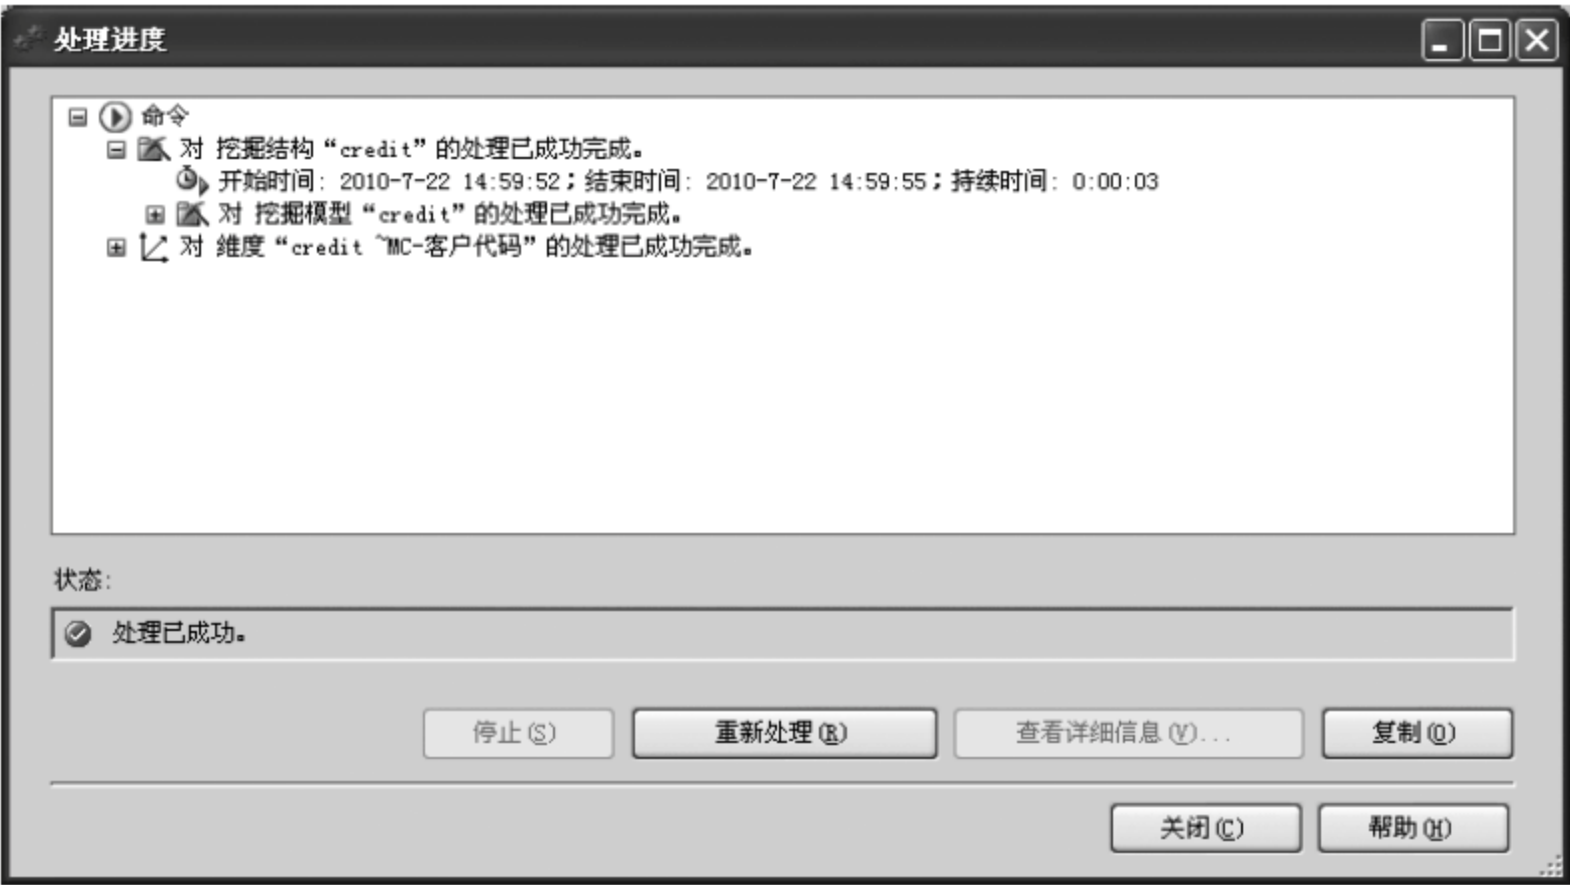 处理进度
命令
对 挖掘结构“credit”的处理已成功完成。
开始时间: 2010-7-22 14:59:52；结束时间: 2010-7-22 14:59:55；持续时间: 0:00:03
对 挖掘模型“credit”的处理已成功完成。
对 维度“credit ~MC-客户代码”的处理已成功完成。
状态:
处理已成功。
停止(S) 重新处理(R) 查看详细信息(V)... 复制(O)
关闭(C) 帮助(H)